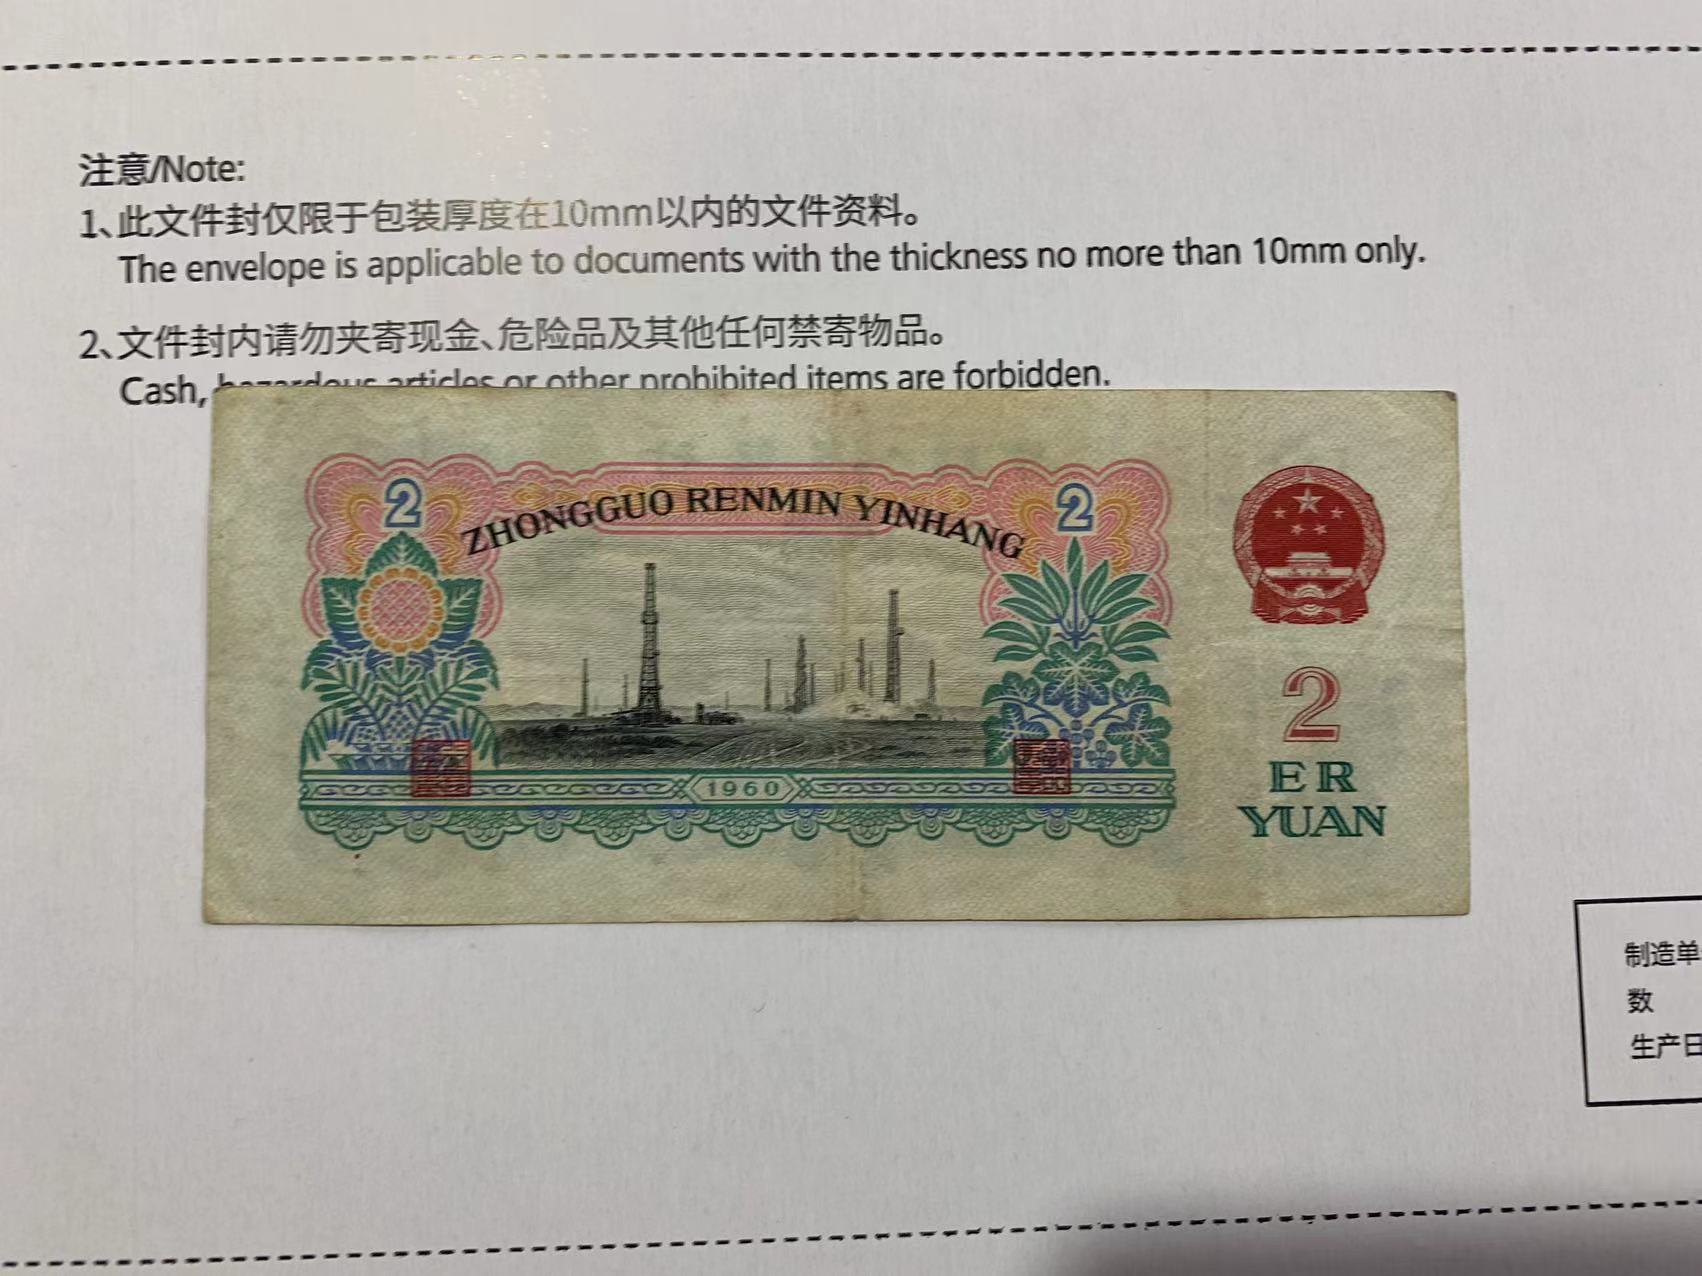 注意/Note:
1、此文件封仅限于包装厚度在10mm以内的文件资料。
The envelope is applicable to documents with the thickness no more than 10mm only.
2、文件封内请勿夹寄现金、危险品及其他任何禁寄物品。
Cash, hazardous articles or other prohibited items are forbidden.
2
ZHONGGUO RENMIN YINHANG
2
1960
2
ER
YUAN
制造单
数
生产日